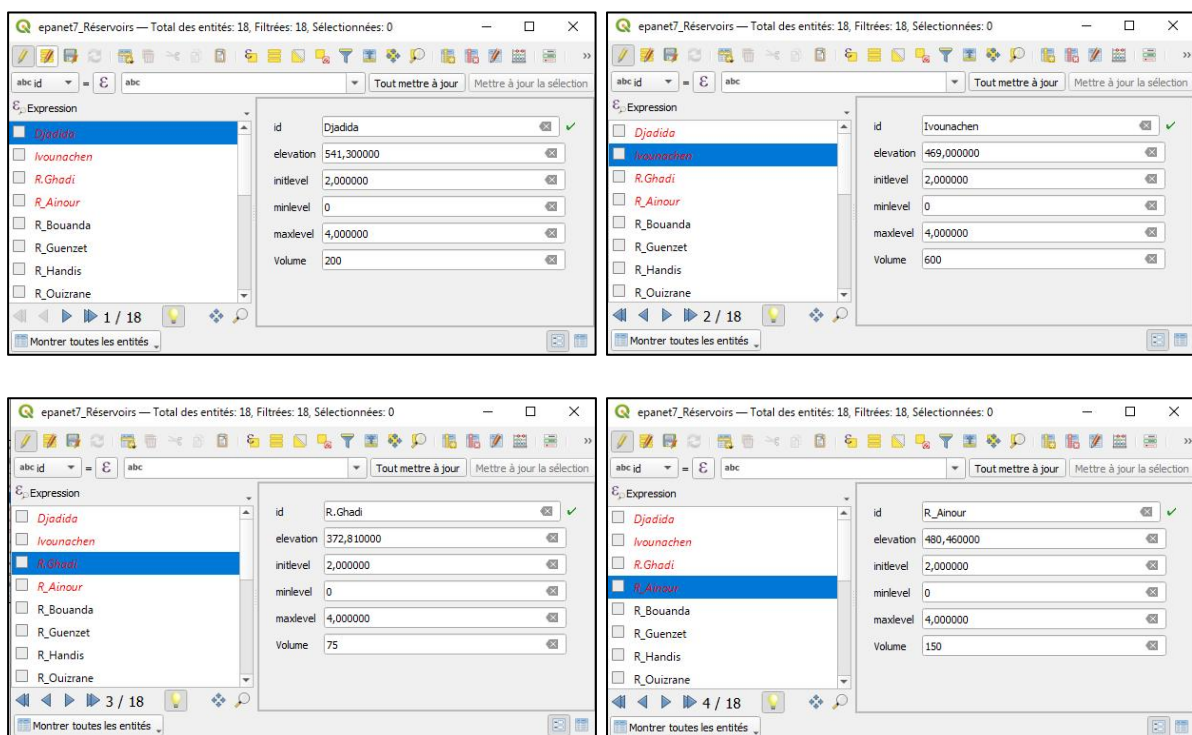 epanet7_Réservoirs — Total des entités: 18, Filtrées: 18, Sélectionnées: 0
abc id = ε abc Tout mettre à jour Mettre à jour la sélection
Expression
Djadida
Ivounachen
R.Ghadi
R_Ainour
R_Bouanda
R_Guenzet
R_Handis
R_Ouizrane
id Djadida
elevation 541,300000
initlevel 2,000000
minlevel 0
maxlevel 4,000000
Volume 200
1 / 18
Montrer toutes les entités
epanet7_Réservoirs — Total des entités: 18, Filtrées: 18, Sélectionnées: 0
abc id = ε abc Tout mettre à jour Mettre à jour la sélection
Expression
Djadida
Ivounachen
R.Ghadi
R_Ainour
R_Bouanda
R_Guenzet
R_Handis
R_Ouizrane
id Ivounachen
elevation 469,000000
initlevel 2,000000
minlevel 0
maxlevel 4,000000
Volume 600
2 / 18
Montrer toutes les entités
epanet7_Réservoirs — Total des entités: 18, Filtrées: 18, Sélectionnées: 0
abc id = ε abc Tout mettre à jour Mettre à jour la sélection
Expression
Djadida
Ivounachen
R.Ghadi
R_Ainour
R_Bouanda
R_Guenzet
R_Handis
R_Ouizrane
id R.Ghadi
elevation 372,810000
initlevel 2,000000
minlevel 0
maxlevel 4,000000
Volume 75
3 / 18
Montrer toutes les entités
epanet7_Réservoirs — Total des entités: 18, Filtrées: 18, Sélectionnées: 0
abc id = ε abc Tout mettre à jour Mettre à jour la sélection
Expression
Djadida
Ivounachen
R.Ghadi
R_Ainour
R_Bouanda
R_Guenzet
R_Handis
R_Ouizrane
id R_Ainour
elevation 480,460000
initlevel 2,000000
minlevel 0
maxlevel 4,000000
Volume 150
4 / 18
Montrer toutes les entités